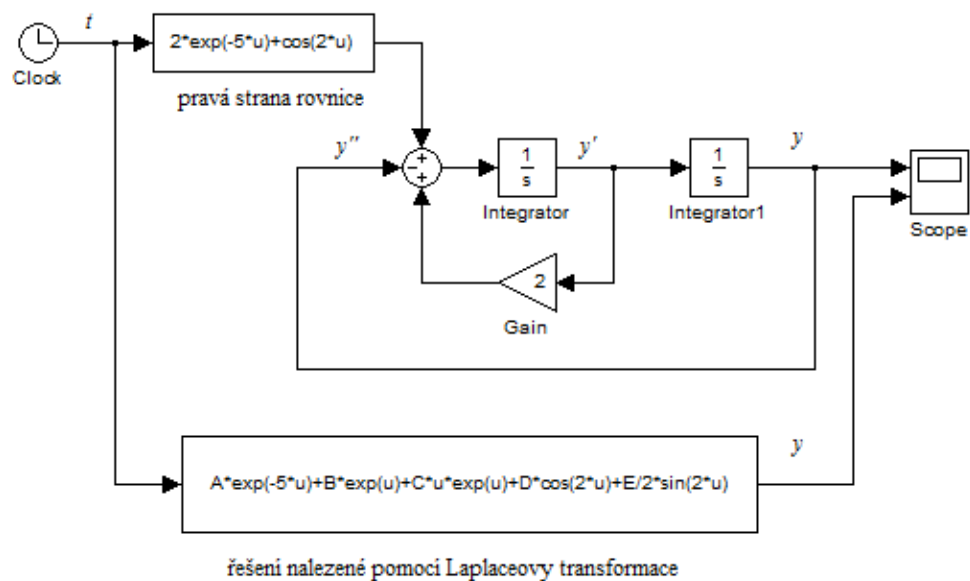 t
2*exp(-5*u)+cos(2*u)
Clock
pravá strana rovnice
y''
+
-
+
1
s
y'
1
s
y
Integrator
Integrator1
Scope
2
Gain
A*exp(-5*u)+B*exp(u)+C*u*exp(u)+D*cos(2*u)+E/2*sin(2*u)
y
řešení nalezené pomocí Laplaceovy transformace